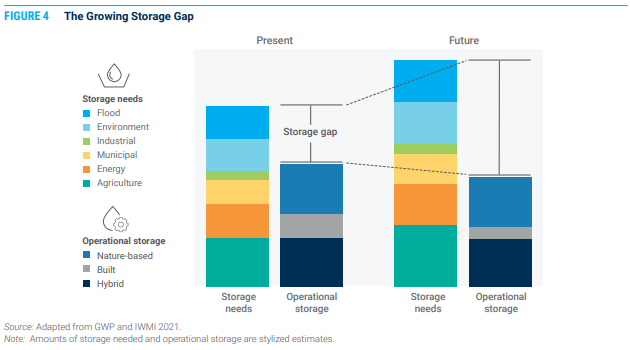 FIGURE 4 The Growing Storage Gap
Present
Future
Storage needs
Flood
Environment
Industrial
Municipal
Energy
Agriculture
Operational storage
Nature-based
Built
Hybrid
Storage gap
Storage
needs
Operational
storage
Storage
needs
Operational
storage
Source: Adapted from GWP and IWMI 2021.
Note: Amounts of storage needed and operational storage are stylized estimates.